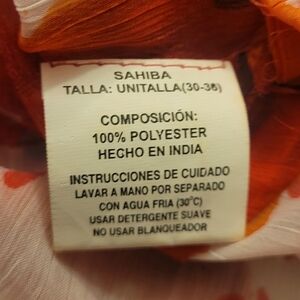 SAHIBA
TALLA: UNITALLA(30-36)
COMPOSICIÓN:
100% POLYESTER
HECHO EN INDIA
INSTRUCCIONES DE CUIDADO
LAVAR A MANO POR SEPARADO
CON AGUA FRIA (30°C)
USAR DETERGENTE SUAVE
NO USAR BLANQUEADOR